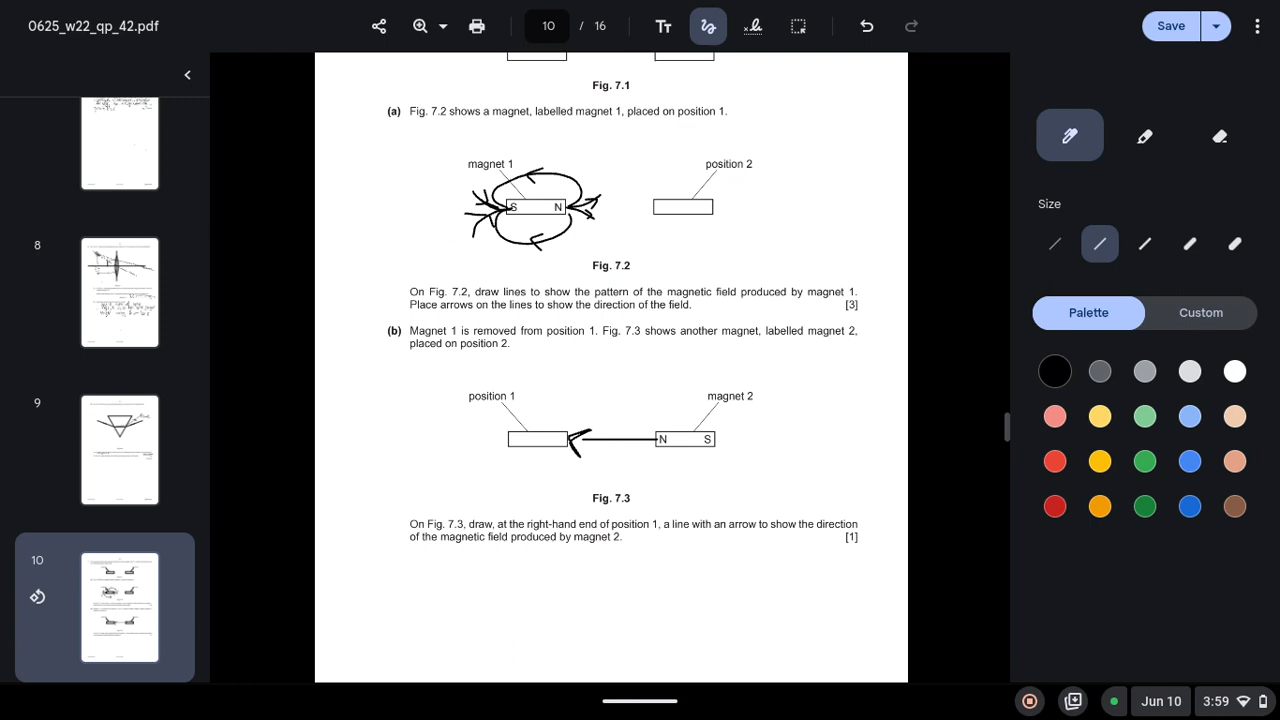 0625_w22_qp_42.pdf
10 / 16
Save
Fig. 7.1
(a) Fig. 7.2 shows a magnet, labelled magnet 1, placed on position 1.
magnet 1
position 2
S N
Fig. 7.2
On Fig. 7.2, draw lines to show the pattern of the magnetic field produced by magnet 1.
Place arrows on the lines to show the direction of the field. [3]
(b) Magnet 1 is removed from position 1. Fig. 7.3 shows another magnet, labelled magnet 2,
placed on position 2.
position 1
magnet 2
N S
Fig. 7.3
On Fig. 7.3, draw, at the right-hand end of position 1, a line with an arrow to show the direction
of the magnetic field produced by magnet 2. [1]
8
9
10
Size
Palette
Custom
Jun 10
3:59